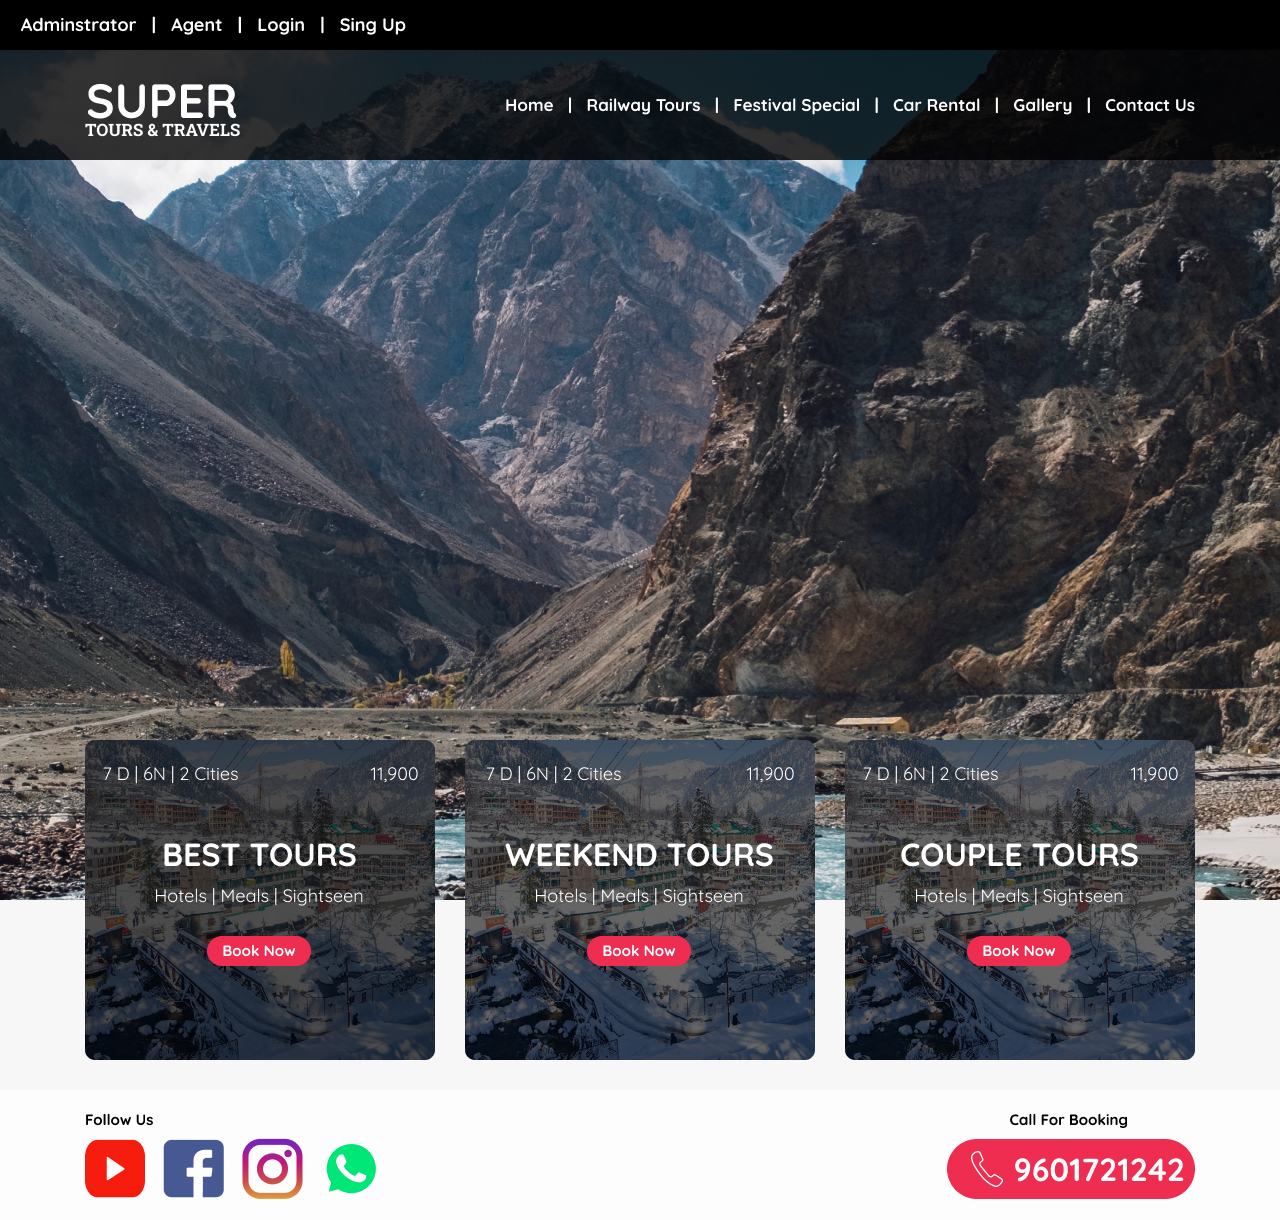 Adminstrator | Agent | Login | Sing Up
SUPER
TOURS & TRAVELS
Home | Railway Tours | Festival Special | Car Rental | Gallery | Contact Us
7 D | 6N | 2 Cities 11,900
BEST TOURS
Hotels | Meals | Sightseen
Book Now
7 D | 6N | 2 Cities 11,900
WEEKEND TOURS
Hotels | Meals | Sightseen
Book Now
7 D | 6N | 2 Cities 11,900
COUPLE TOURS
Hotels | Meals | Sightseen
Book Now
Follow Us
Call For Booking
9601721242